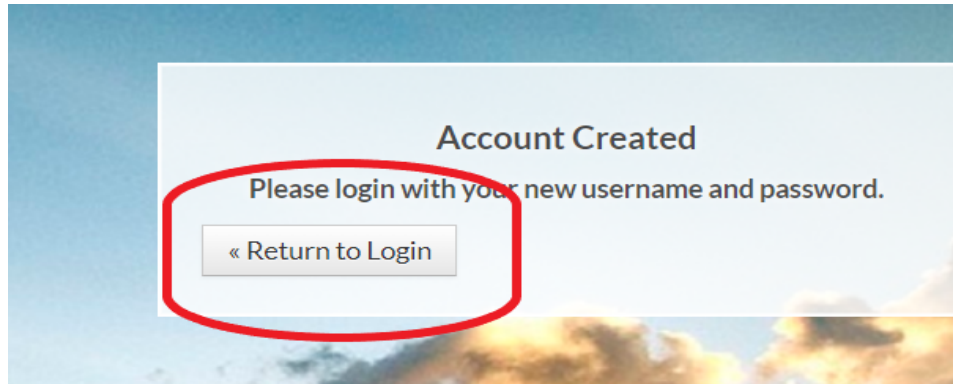 Account Created
Please login with your new username and password.
« Return to Login